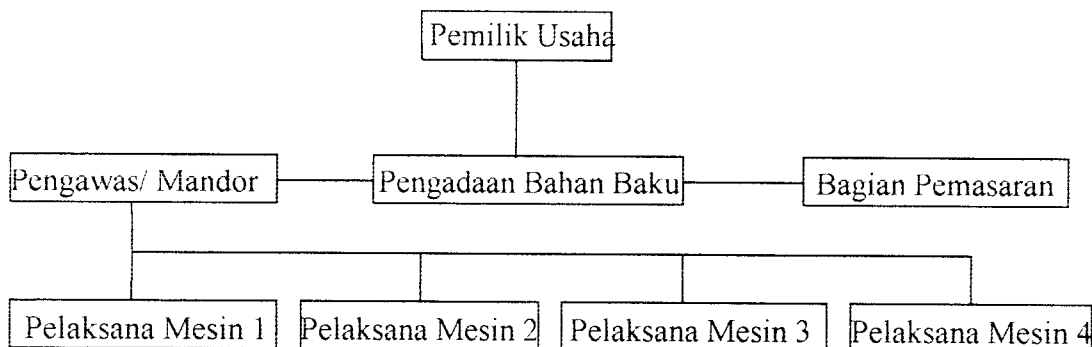 Pemilik Usaha
Pengawas/ Mandor
Pengadaan Bahan Baku
Bagian Pemasaran
Pelaksana Mesin 1
Pelaksana Mesin 2
Pelaksana Mesin 3
Pelaksana Mesin 4